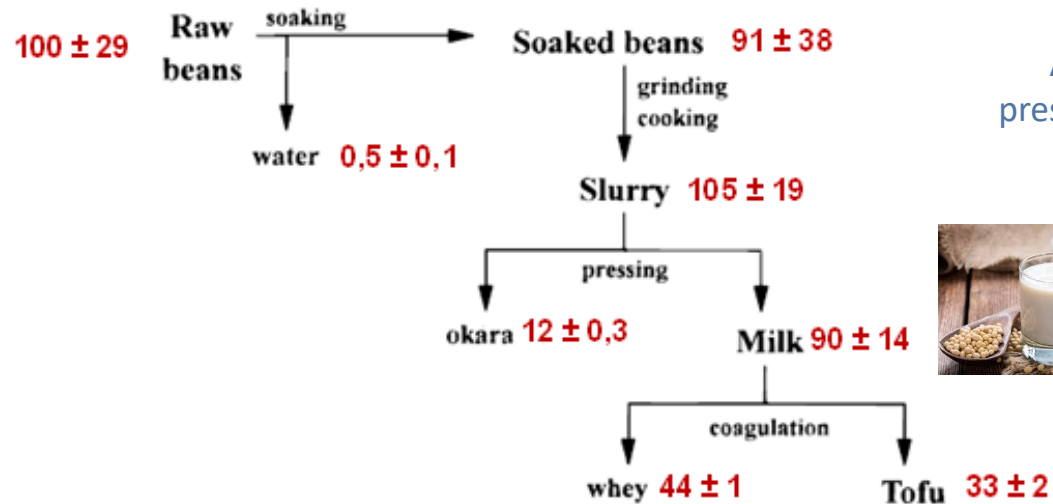 100 ± 29 Raw beans
soaking
Soaked beans 91 ± 38
water 0,5 ± 0,1
grinding
cooking
Slurry 105 ± 19
pres
pressing
okara 12 ± 0,3
Milk 90 ± 14
coagulation
whey 44 ± 1
Tofu 33 ± 2